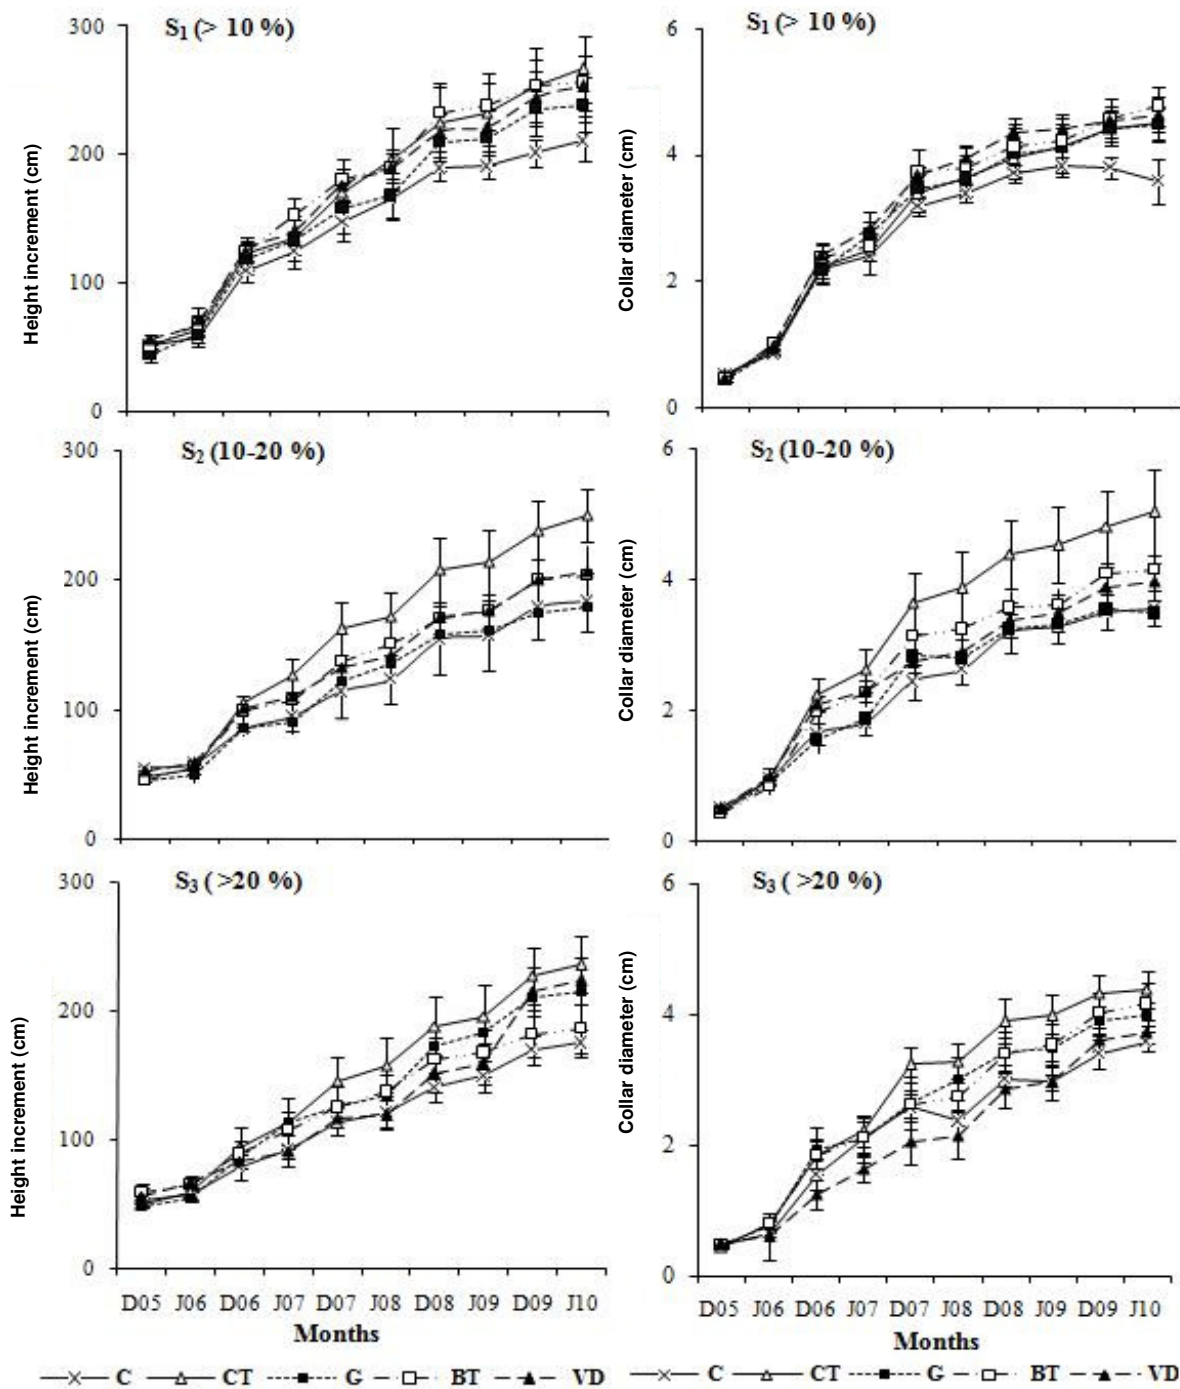 S1 (> 10 %)
300
200
100
0
Height increment (cm)
S1 (> 10 %)
6
4
2
0
Collar diameter (cm)
S2 (10-20 %)
300
200
100
0
Height increment (cm)
S2 (10-20 %)
6
4
2
0
Collar diameter (cm)
S3 ( >20 %)
300
200
100
0
Height increment (cm)
D05 J06 D06 J07 D07 J08 D08 J09 D09 J10
Months
C CT G BT VD
S3 ( >20 %)
6
4
2
0
Collar diameter (cm)
D05 J06 D06 J07 D07 J08 D08 J09 D09 J10
Months
C CT G BT VD